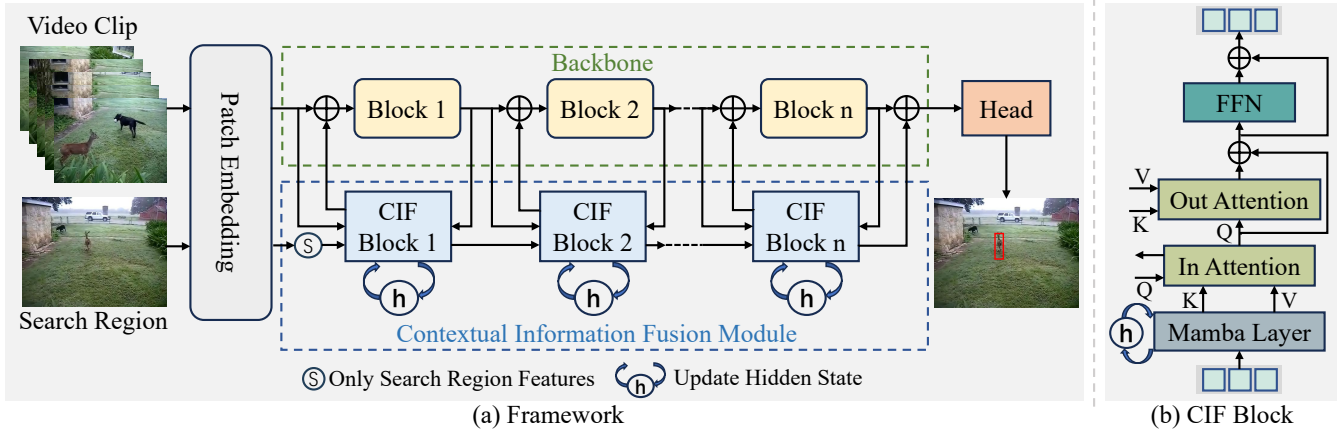 Video Clip
Search Region
Patch Embedding
Backbone
Block 1
Block 2
Block n
Head
CIF
Block 1
CIF
Block 2
CIF
Block n
S
h
h
h
Contextual Information Fusion Module
S Only Search Region Features
h Update Hidden State
(a) Framework
FFN
V
Out Attention
K
Q
In Attention
Q
K
V
h
Mamba Layer
(b) CIF Block